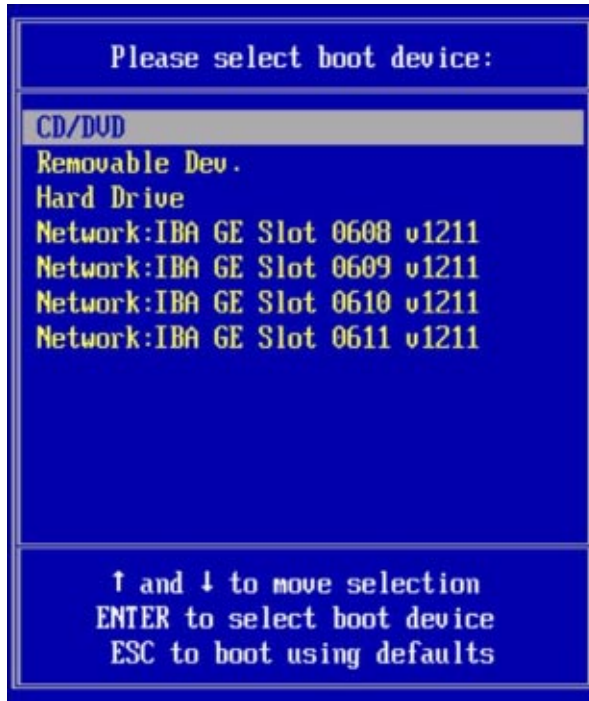 Please select boot device:
CD/DVD
Removable Dev.
Hard Drive
Network:IBA GE Slot 0608 v1211
Network:IBA GE Slot 0609 v1211
Network:IBA GE Slot 0610 v1211
Network:IBA GE Slot 0611 v1211
↑ and ↓ to move selection
ENTER to select boot device
ESC to boot using defaults